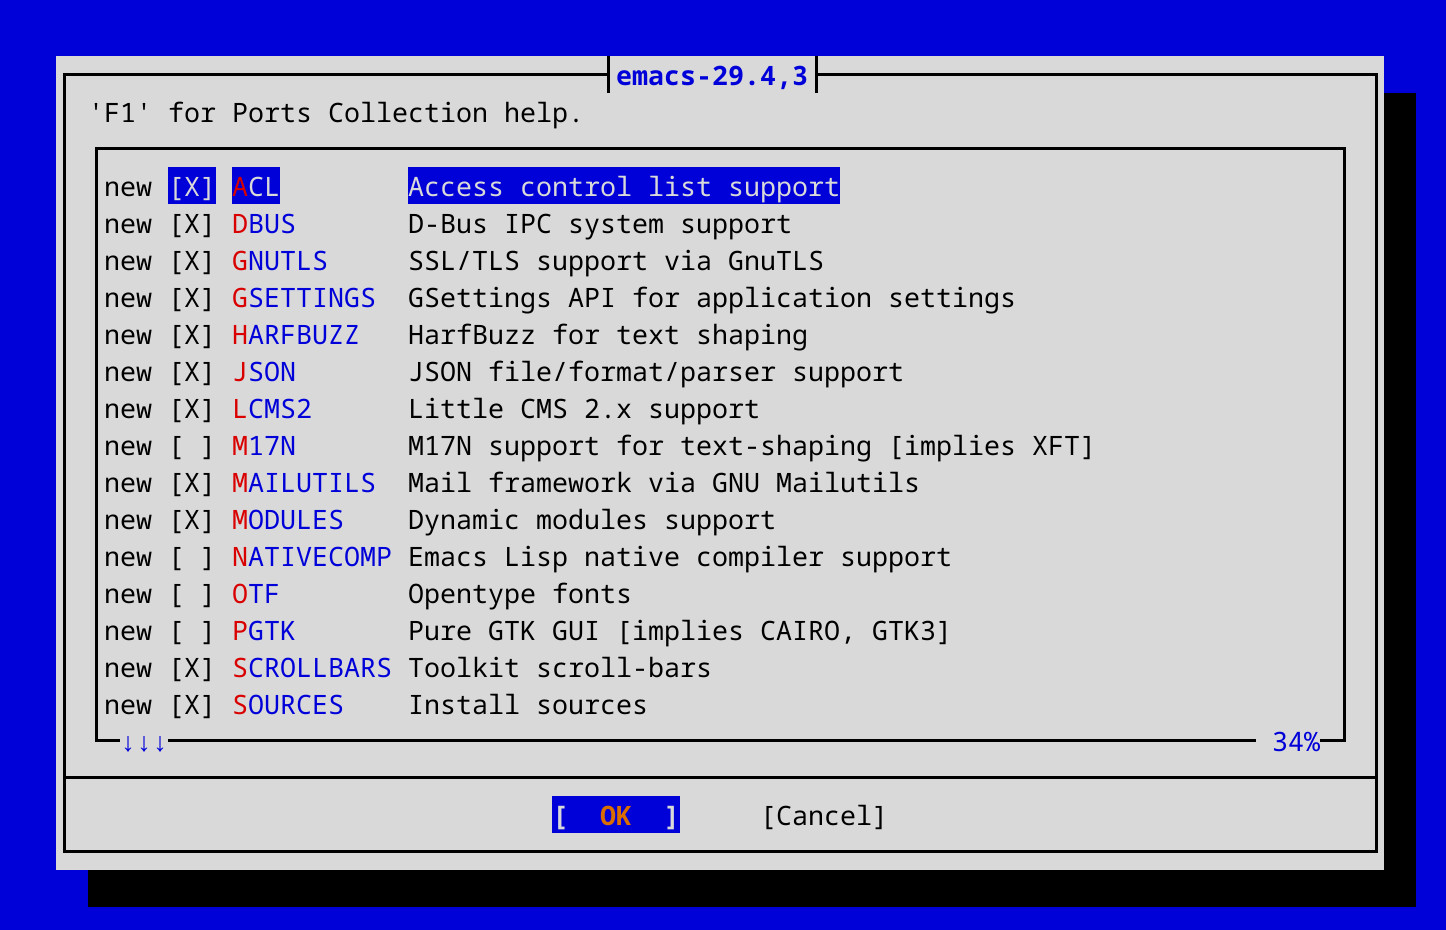 emacs-29.4,3
'F1' for Ports Collection help.
new [X] ACL Access control list support
new [X] DBUS D-Bus IPC system support
new [X] GNUTLS SSL/TLS support via GnuTLS
new [X] GSETTINGS GSettings API for application settings
new [X] HARFBUZZ HarfBuzz for text shaping
new [X] JSON JSON file/format/parser support
new [X] LCMS2 Little CMS 2.x support
new [ ] M17N M17N support for text-shaping [implies XFT]
new [X] MAILUTILS Mail framework via GNU Mailutils
new [X] MODULES Dynamic modules support
new [ ] NATIVECOMP Emacs Lisp native compiler support
new [ ] OTF Opentype fonts
new [ ] PGTK Pure GTK GUI [implies CAIRO, GTK3]
new [X] SCROLLBARS Toolkit scroll-bars
new [X] SOURCES Install sources
↓↓↓ 34%
[ OK ] [Cancel]